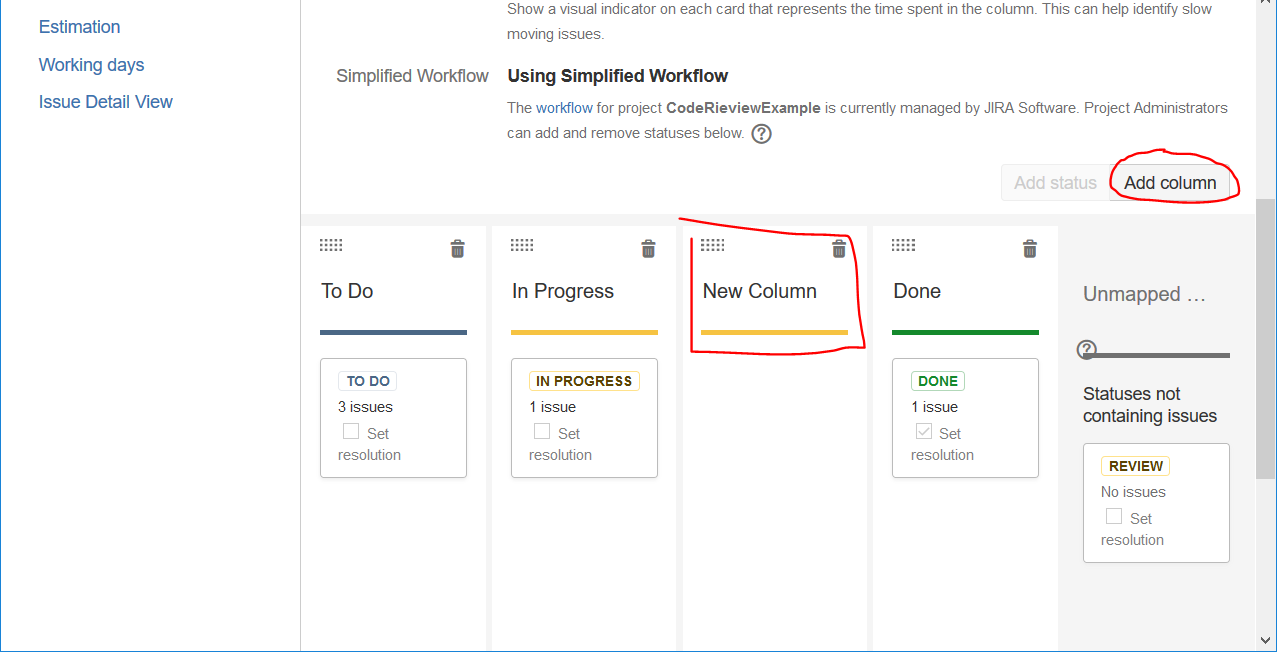 Estimation
Working days
Issue Detail View
Show a visual indicator on each card that represents the time spent in the column. This can help identify slow
moving issues.
Simplified Workflow
Using Simplified Workflow
The workflow for project CodeRieviewExample is currently managed by JIRA Software. Project Administrators
can add and remove statuses below. ?
Add status
Add column
To Do
TO DO
3 issues
Set
resolution
In Progress
IN PROGRESS
1 issue
Set
resolution
New Column
Done
DONE
1 issue
Set
resolution
Unmapped …
?
Statuses not
containing issues
REVIEW
No issues
Set
resolution